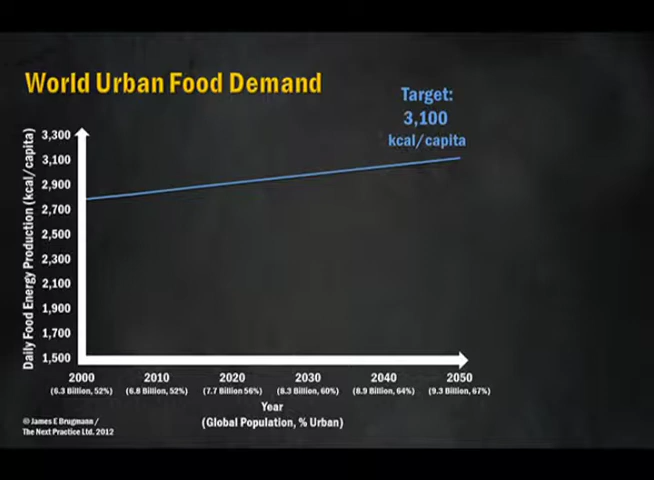 World Urban Food Demand
Target:
3,100
kcal/capita
Daily Food Energy Production (kcal/capita)
3,300
3,100
2,900
2,700
2,500
2,300
2,100
1,900
1,700
1,500
2000 2010 2020 2030 2040 2050
(6.3 Billion, 52%) (6.8 Billion, 52%) (7.7 Billion 56%) (8.3 Billion, 60%) (8.9 Billion, 64%) (9.3 Billion, 67%)
Year
(Global Population, % Urban)
© James E Brugmann /
The Next Practice Ltd. 2012